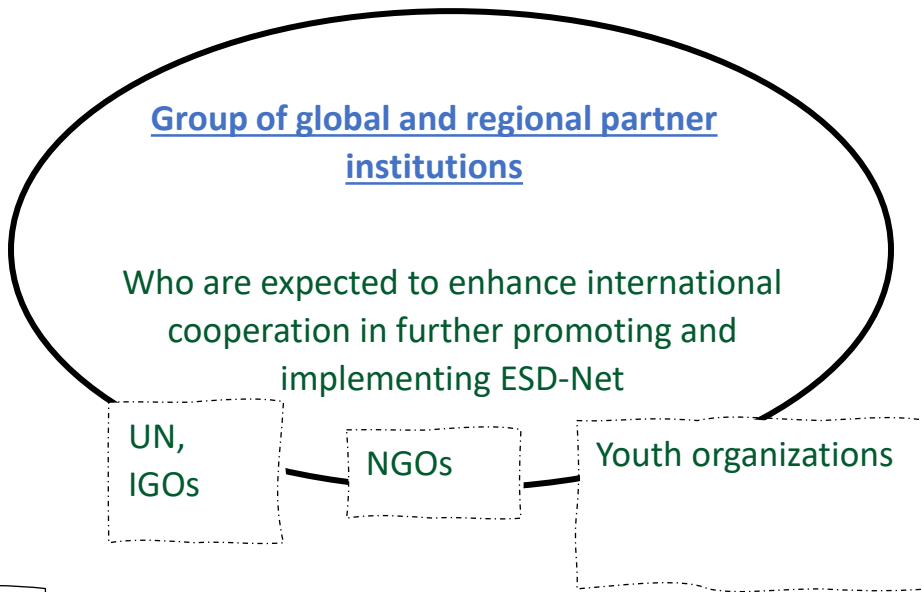 Group of global and regional partner
institutions
Who are expected to enhance international
cooperation in further promoting and
implementing ESD-Net
UN,
IGOs
NGOs
Youth organizations